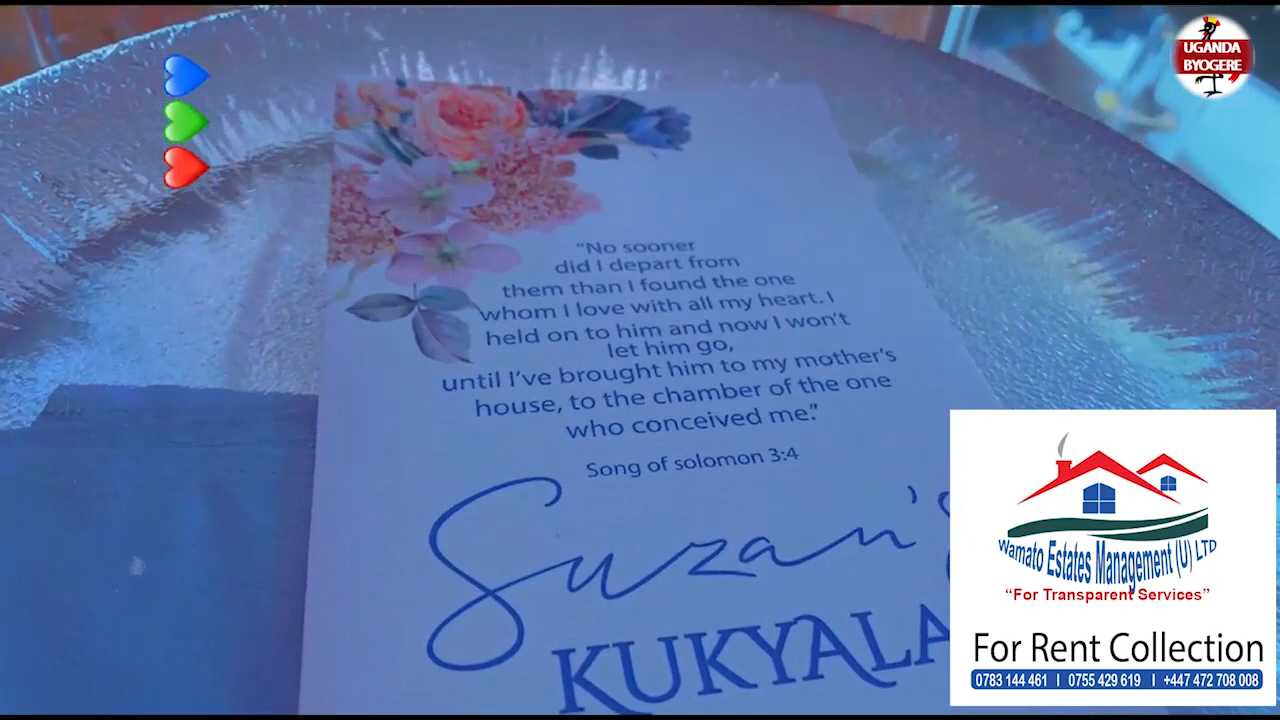 UGANDA
BYOGERE
“No sooner
did I depart from
them than I found the one
whom I love with all my heart. I
held on to him and now I won't
let him go,
until I've brought him to my mother's
house, to the chamber of the one
who conceived me.”
Song of solomon 3:4
Suzan's
KUKYALA
Wamato Estates Management (U) LTD
“For Transparent Services”
For Rent Collection
0783 144 461 I 0755 429 619 I +447 472 708 008